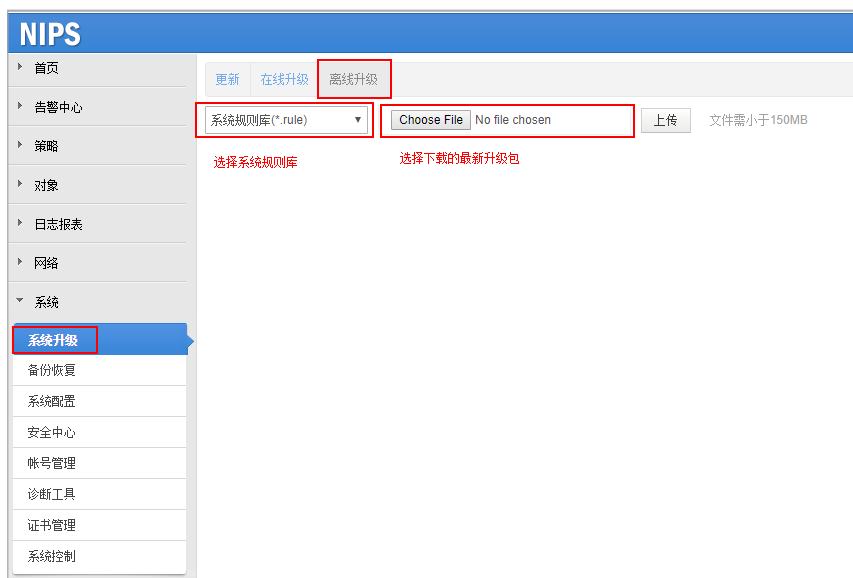 NIPS
首页
告警中心
策略
对象
日志报表
网络
系统
系统升级
备份恢复
系统配置
安全中心
帐号管理
诊断工具
证书管理
系统控制
更新 在线升级 离线升级
系统规则库(*.rule) Choose File No file chosen 上传 文件需小于150MB
选择系统规则库 选择下载的最新升级包